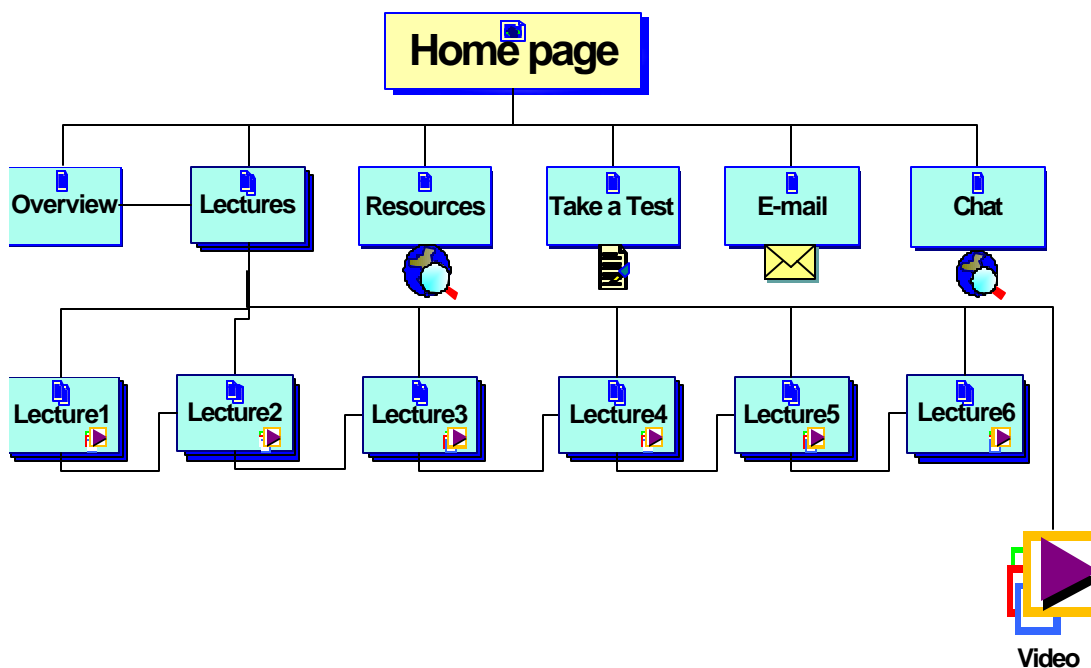 Home page
Overview
Lectures
Resources
Take a Test
E-mail
Chat
Lecture1
Lecture2
Lecture3
Lecture4
Lecture5
Lecture6
Video